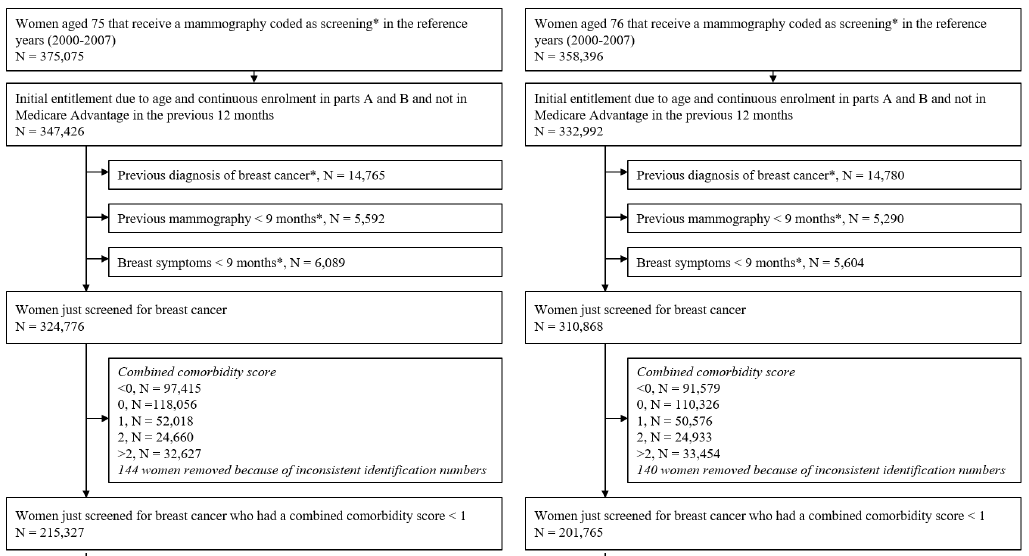 Women aged 75 that receive a mammography coded as screening* in the reference
years (2000-2007)
N = 375,075
Initial entitlement due to age and continuous enrolment in parts A and B and not in
Medicare Advantage in the previous 12 months
N = 347,426
Previous diagnosis of breast cancer*, N = 14,765
Previous mammography < 9 months*, N = 5,592
Breast symptoms < 9 months*, N = 6,089
Women just screened for breast cancer
N = 324,776
Combined comorbidity score
<0, N = 97,415
0, N =118,056
1, N = 52,018
2, N = 24,660
>2, N = 32,627
144 women removed because of inconsistent identification numbers
Women just screened for breast cancer who had a combined comorbidity score < 1
N = 215,327
Women aged 76 that receive a mammography coded as screening* in the reference
years (2000-2007)
N = 358,396
Initial entitlement due to age and continuous enrolment in parts A and B and not in
Medicare Advantage in the previous 12 months
N = 332,992
Previous diagnosis of breast cancer*, N = 14,780
Previous mammography < 9 months*, N = 5,290
Breast symptoms < 9 months*, N = 5,604
Women just screened for breast cancer
N = 310,868
Combined comorbidity score
<0, N = 91,579
0, N = 110,326
1, N = 50,576
2, N = 24,933
>2, N = 33,454
140 women removed because of inconsistent identification numbers
Women just screened for breast cancer who had a combined comorbidity score < 1
N = 201,765